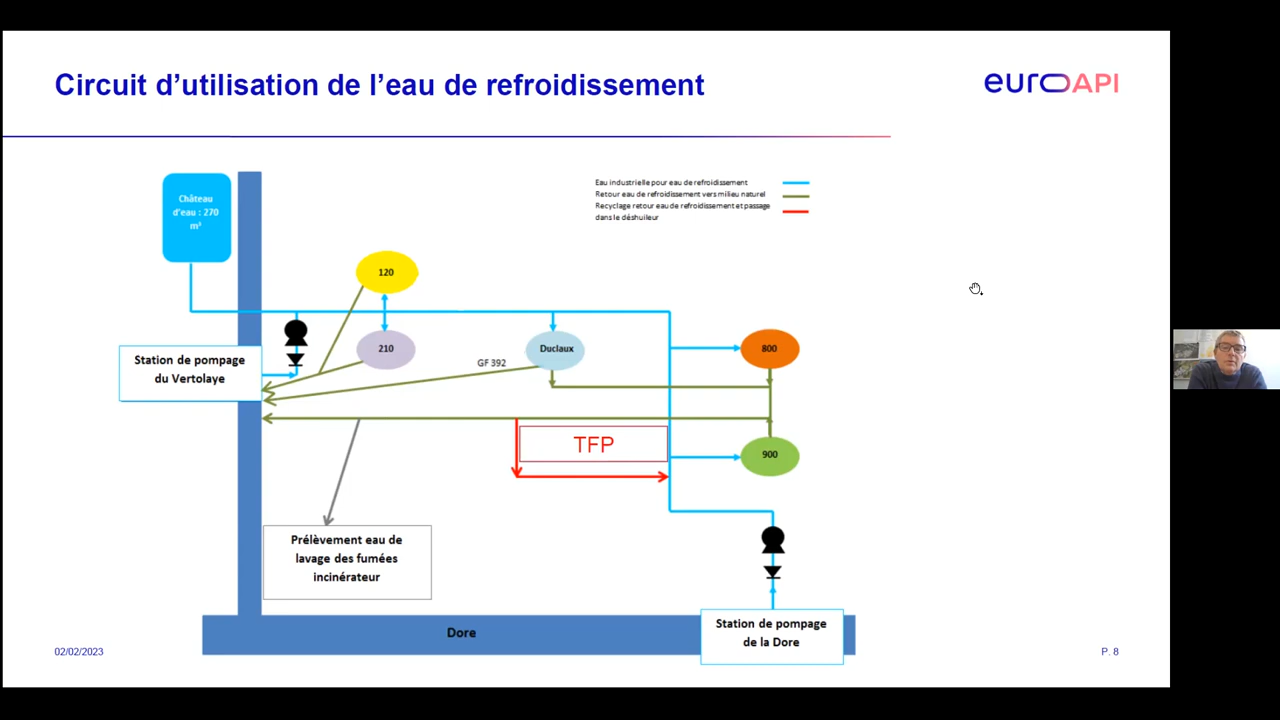 Circuit d’utilisation de l’eau de refroidissement
euroAPI
Château
d'eau : 270
m³
Eau industrielle pour eau de refroidissement
Retour eau de refroidissement vers milieu naturel
Recyclage retour eau de refroidissement et passage
dans le déshuileur
120
Station de pompage
du Vertolaye
210
GF 392
Duclaux
800
TFP
900
Prélèvement eau de
lavage des fumées
incinérateur
Dore
Station de pompage
de la Dore
02/02/2023
P. 8